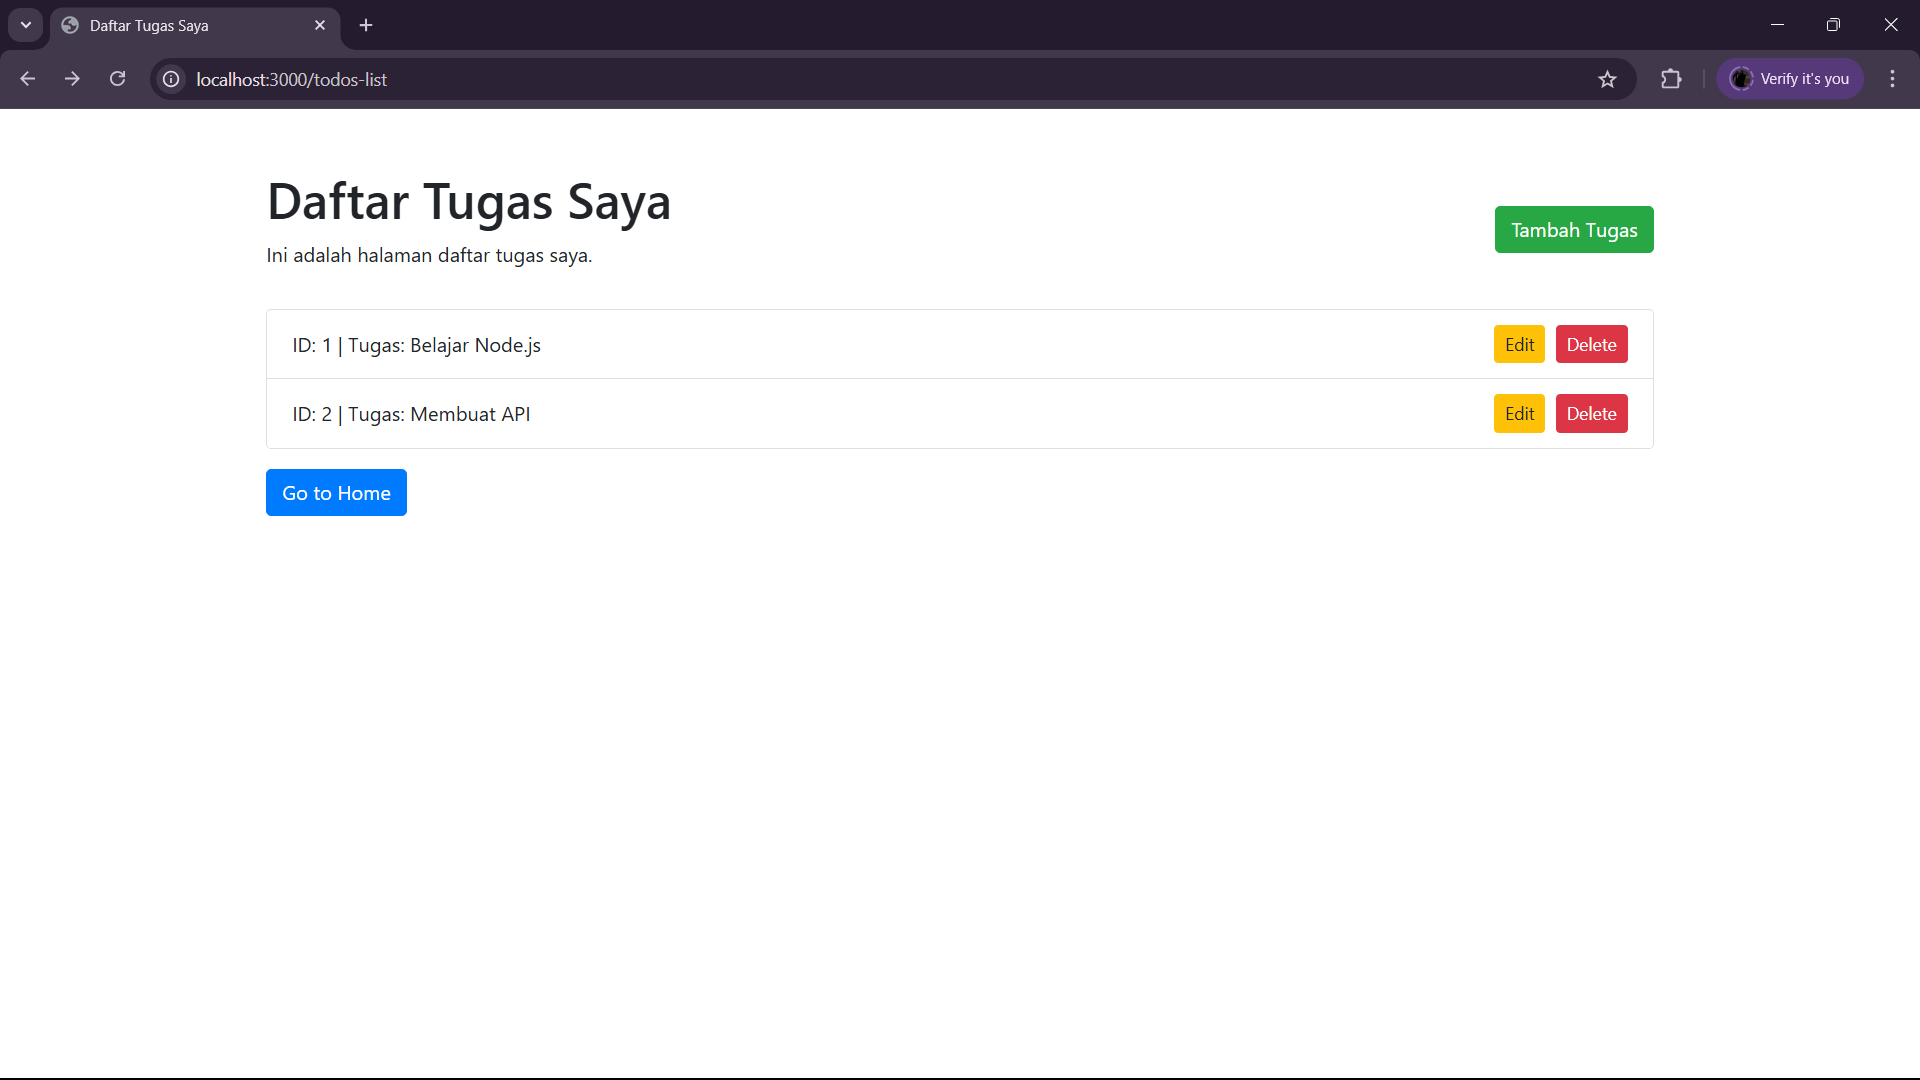 Daftar Tugas Saya
localhost:3000/todos-list
Verify it's you
Daftar Tugas Saya
Ini adalah halaman daftar tugas saya.
Tambah Tugas
ID: 1 | Tugas: Belajar Node.js
Edit
Delete
ID: 2 | Tugas: Membuat API
Edit
Delete
Go to Home